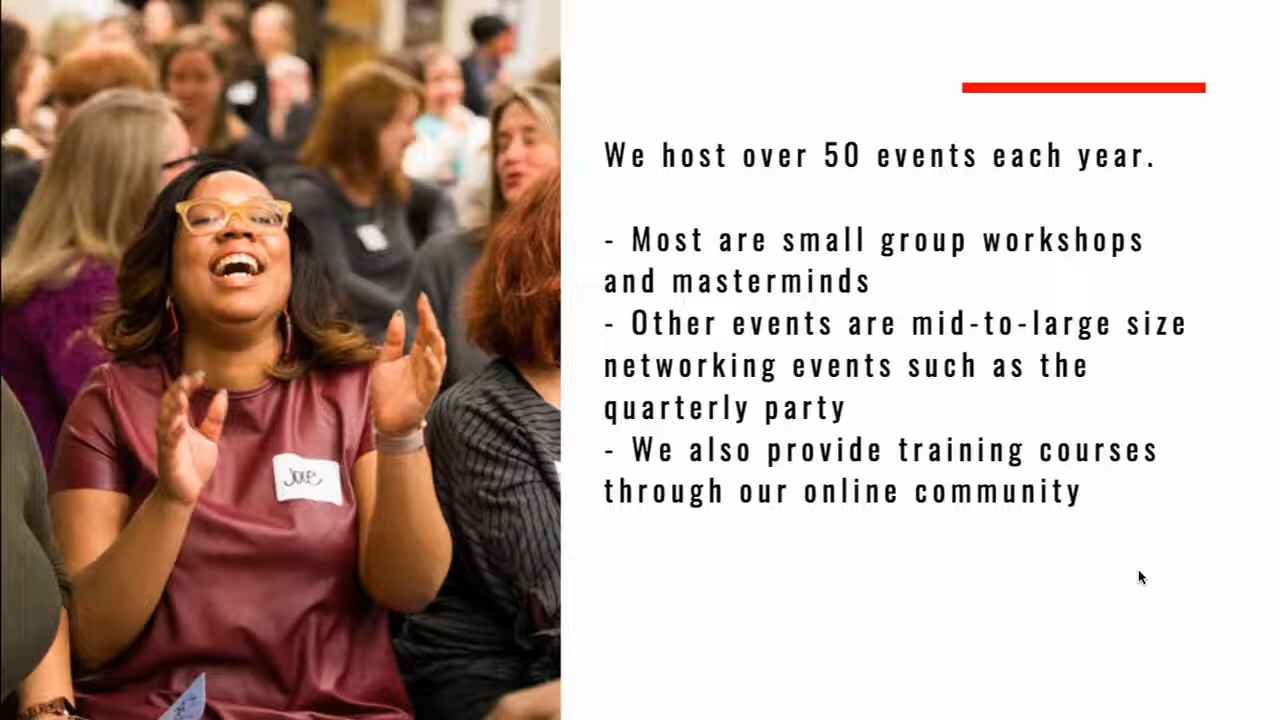 We host over 50 events each year.
- Most are small group workshops
and masterminds
- Other events are mid-to-large size
networking events such as the
quarterly party
- We also provide training courses
through our online community